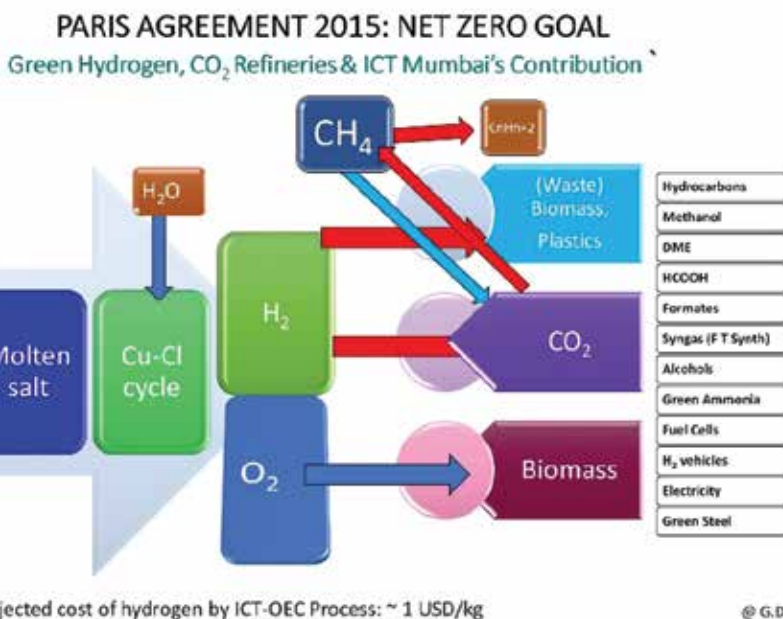 PARIS AGREEMENT 2015: NET ZERO GOAL
Green Hydrogen, CO₂ Refineries & ICT Mumbai's Contribution `
CH₄
CnHn+2
H₂O
(Waste)
Biomass,
Plastics
H₂
Molten
salt
Cu-Cl
cycle
CO₂
O₂
Biomass
Hydrocarbons
Methanol
DME
HCOOH
Formates
Syngas (F T Synth)
Alcohols
Green Ammonia
Fuel Cells
H₂ vehicles
Electricity
Green Steel
jected cost of hydrogen by ICT-OEC Process: ~ 1 USD/kg
@ G.D